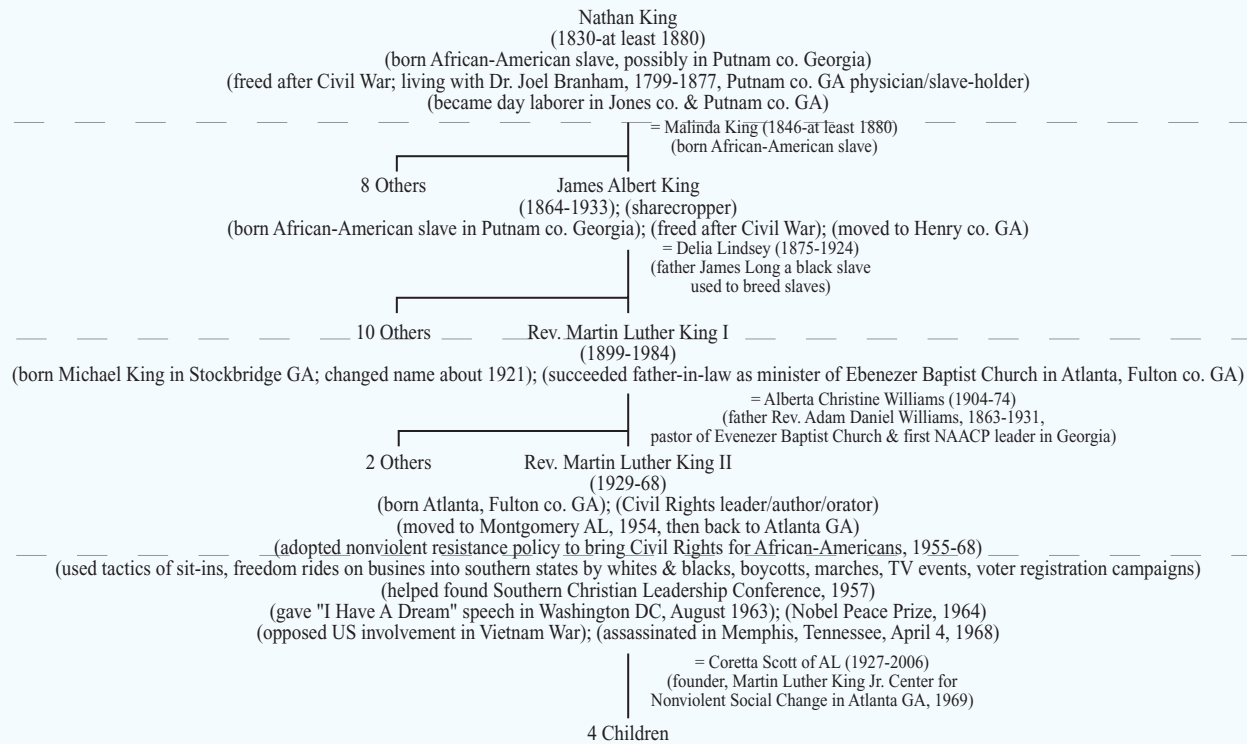 Nathan King
(1830-at least 1880)
(born African-American slave, possibly in Putnam co. Georgia)
(freed after Civil War; living with Dr. Joel Branham, 1799-1877, Putnam co. GA physician/slave-holder)
(became day laborer in Jones co. & Putnam co. GA)
= Malinda King (1846-at least 1880)
(born African-American slave)
8 Others James Albert King
(1864-1933); (sharecropper)
(born African-American slave in Putnam co. Georgia); (freed after Civil War); (moved to Henry co. GA)
= Delia Lindsey (1875-1924)
(father James Long a black slave
used to breed slaves)
10 Others Rev. Martin Luther King I
(1899-1984)
(born Michael King in Stockbridge GA; changed name about 1921); (succeeded father-in-law as minister of Ebenezer Baptist Church in Atlanta, Fulton co. GA)
= Alberta Christine Williams (1904-74)
(father Rev. Adam Daniel Williams, 1863-1931,
pastor of Evenezer Baptist Church & first NAACP leader in Georgia)
2 Others Rev. Martin Luther King II
(1929-68)
(born Atlanta, Fulton co. GA); (Civil Rights leader/author/orator)
(moved to Montgomery AL, 1954, then back to Atlanta GA)
(adopted nonviolent resistance policy to bring Civil Rights for African-Americans, 1955-68)
(used tactics of sit-ins, freedom rides on busines into southern states by whites & blacks, boycotts, marches, TV events, voter registration campaigns)
(helped found Southern Christian Leadership Conference, 1957)
(gave "I Have A Dream" speech in Washington DC, August 1963); (Nobel Peace Prize, 1964)
(opposed US involvement in Vietnam War); (assassinated in Memphis, Tennessee, April 4, 1968)
= Coretta Scott of AL (1927-2006)
(founder, Martin Luther King Jr. Center for
Nonviolent Social Change in Atlanta GA, 1969)
4 Children